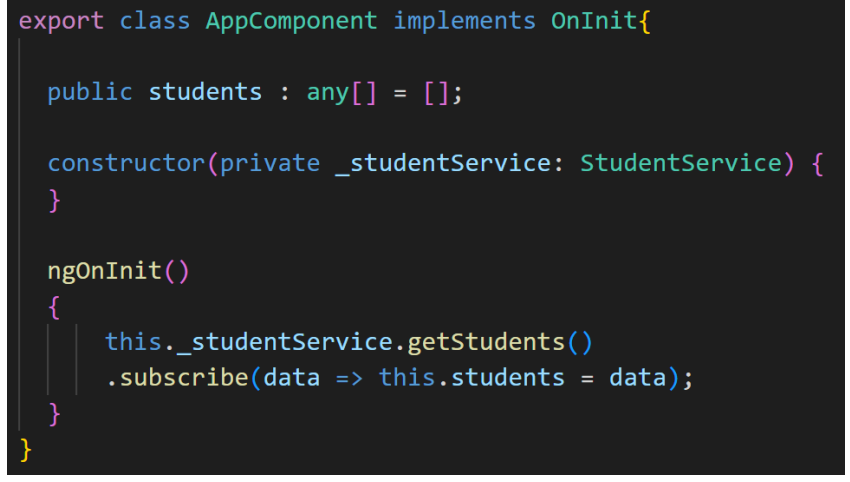 export class AppComponent implements OnInit{
public students : any[] = [];
constructor(private _studentService: StudentService) {
}
ngOnInit()
{
this._studentService.getStudents()
.subscribe(data => this.students = data);
}
}